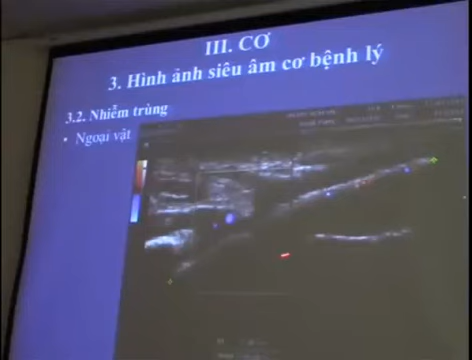 III. CƠ
3. Hình ảnh siêu âm cơ bệnh lý
3.2. Nhiễm trùng
• Ngoại vật